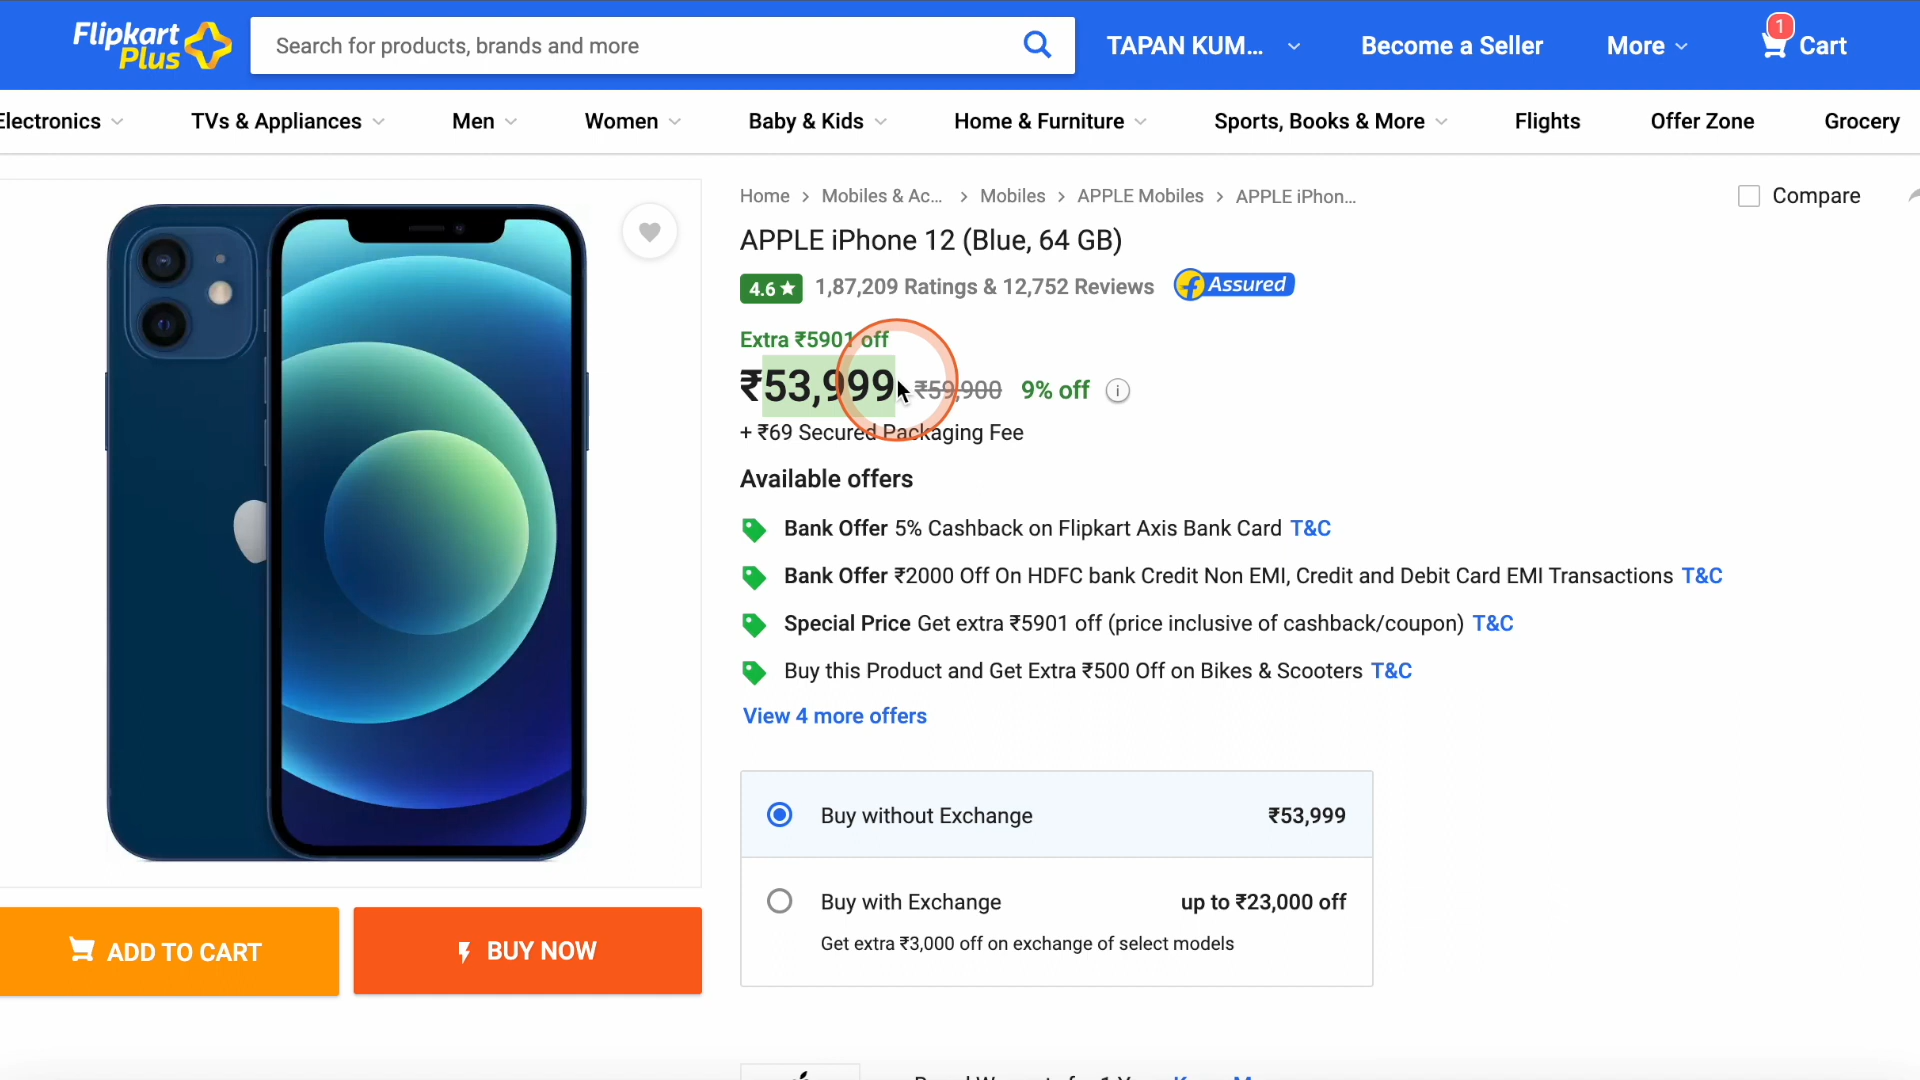 Flipkart
Plus
Search for products, brands and more
TAPAN KUM...
Become a Seller
More
1
Cart
Electronics
TVs & Appliances
Men
Women
Baby & Kids
Home & Furniture
Sports, Books & More
Flights
Offer Zone
Grocery
Home > Mobiles & Ac... > Mobiles > APPLE Mobiles > APPLE iPhon...
Compare
APPLE iPhone 12 (Blue, 64 GB)
4.6★ 1,87,209 Ratings & 12,752 Reviews Assured
Extra ₹5901 off
₹53,999 ₹59,900 9% off
+ ₹69 Secured Packaging Fee
Available offers
Bank Offer 5% Cashback on Flipkart Axis Bank Card T&C
Bank Offer ₹2000 Off On HDFC bank Credit Non EMI, Credit and Debit Card EMI Transactions T&C
Special Price Get extra ₹5901 off (price inclusive of cashback/coupon) T&C
Buy this Product and Get Extra ₹500 Off on Bikes & Scooters T&C
View 4 more offers
Buy without Exchange ₹53,999
Buy with Exchange up to ₹23,000 off
Get extra ₹3,000 off on exchange of select models
ADD TO CART
BUY NOW